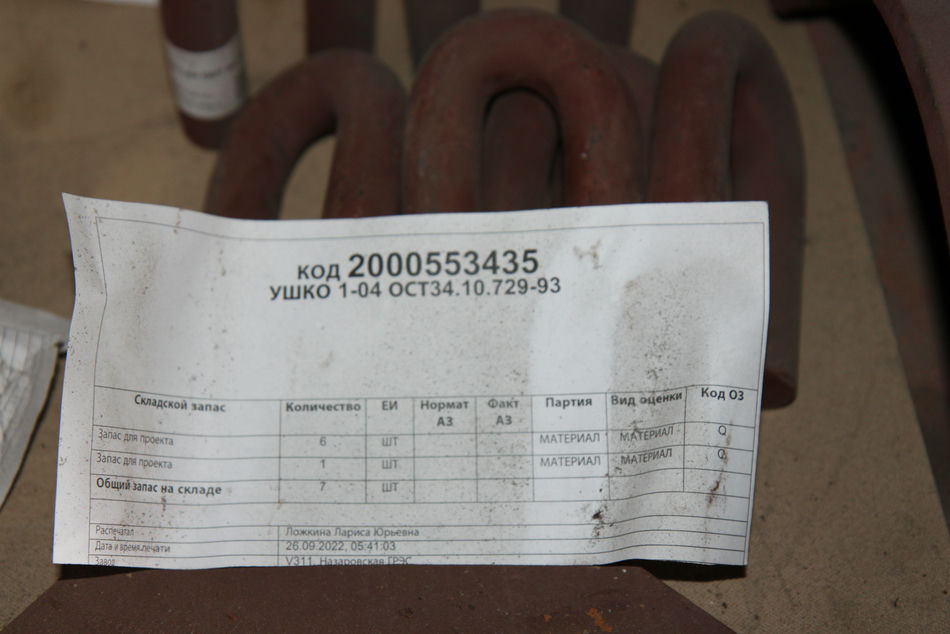 КОД 2000553435
УШКО 1-04 ОСТ34.10.729-93
Складской запас Количество ЕИ Нормат АЗ Факт АЗ Партия Вид оценки Код ОЗ
Запас для проекта 6 ШТ МАТЕРИАЛ МАТЕРИАЛ Q
Запас для проекта 1 ШТ МАТЕРИАЛ МАТЕРИАЛ Q
Общий запас на складе 7 ШТ
Распечатал Ложкина Лариса Юрьевна
Дата и время печати 26.09.2022, 05:41:03
Завод V311, Назаровская ГРЭС